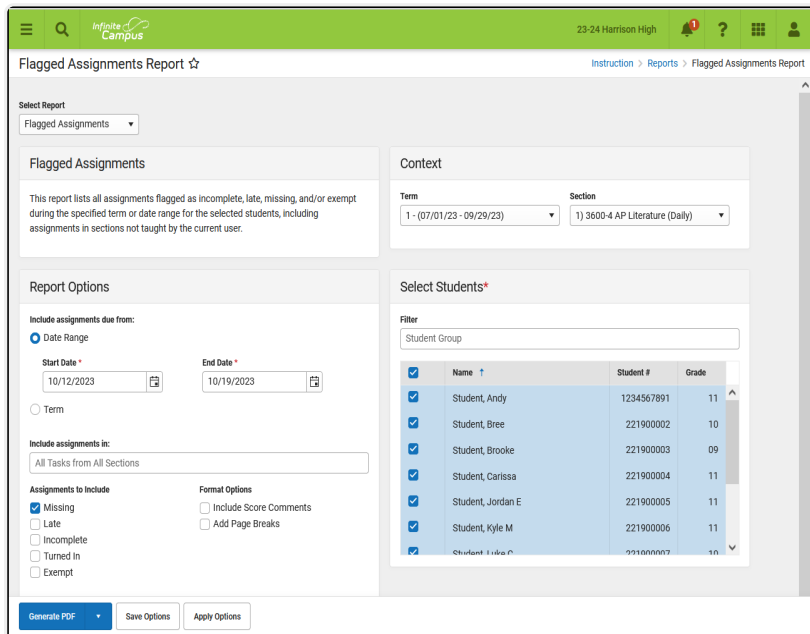 Infinite
Campus
23-24 Harrison High
1
?
Flagged Assignments Report
Instruction > Reports > Flagged Assignments Report
Select Report
Flagged Assignments
Flagged Assignments
This report lists all assignments flagged as incomplete, late, missing, and/or exempt
during the specified term or date range for the selected students, including
assignments in sections not taught by the current user.
Context
Term
Section
1 - (07/01/23 - 09/29/23)
1) 3600-4 AP Literature (Daily)
Report Options
Include assignments due from:
Date Range
Start Date *
End Date *
10/12/2023
10/19/2023
Term
Include assignments in:
All Tasks from All Sections
Assignments to Include
Format Options
Missing
Include Score Comments
Late
Add Page Breaks
Incomplete
Turned In
Exempt
Select Students*
Filter
Student Group
Name ↑ Student # Grade
Student, Andy 1234567891 11
Student, Bree 221900002 10
Student, Brooke 221900003 09
Student, Carissa 221900004 11
Student, Jordan E 221900005 11
Student, Kyle M 221900006 11
Student, Luke C 221900007 10
Generate PDF
Save Options
Apply Options